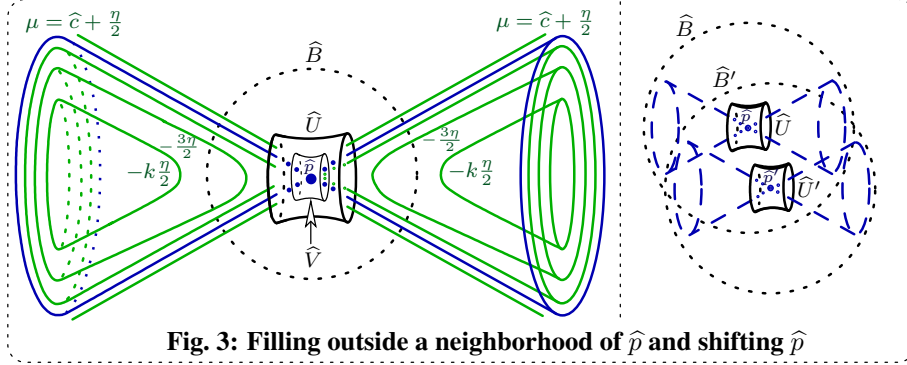 μ = ĉ + η/2
B̂
μ = ĉ + η/2
B̂
B̂′
Û
p̂
Û
−3η/2
−3η/2
−k η/2
p̂
−k η/2
p̂′
Û′
V̂
Fig. 3: Filling outside a neighborhood of p̂ and shifting p̂